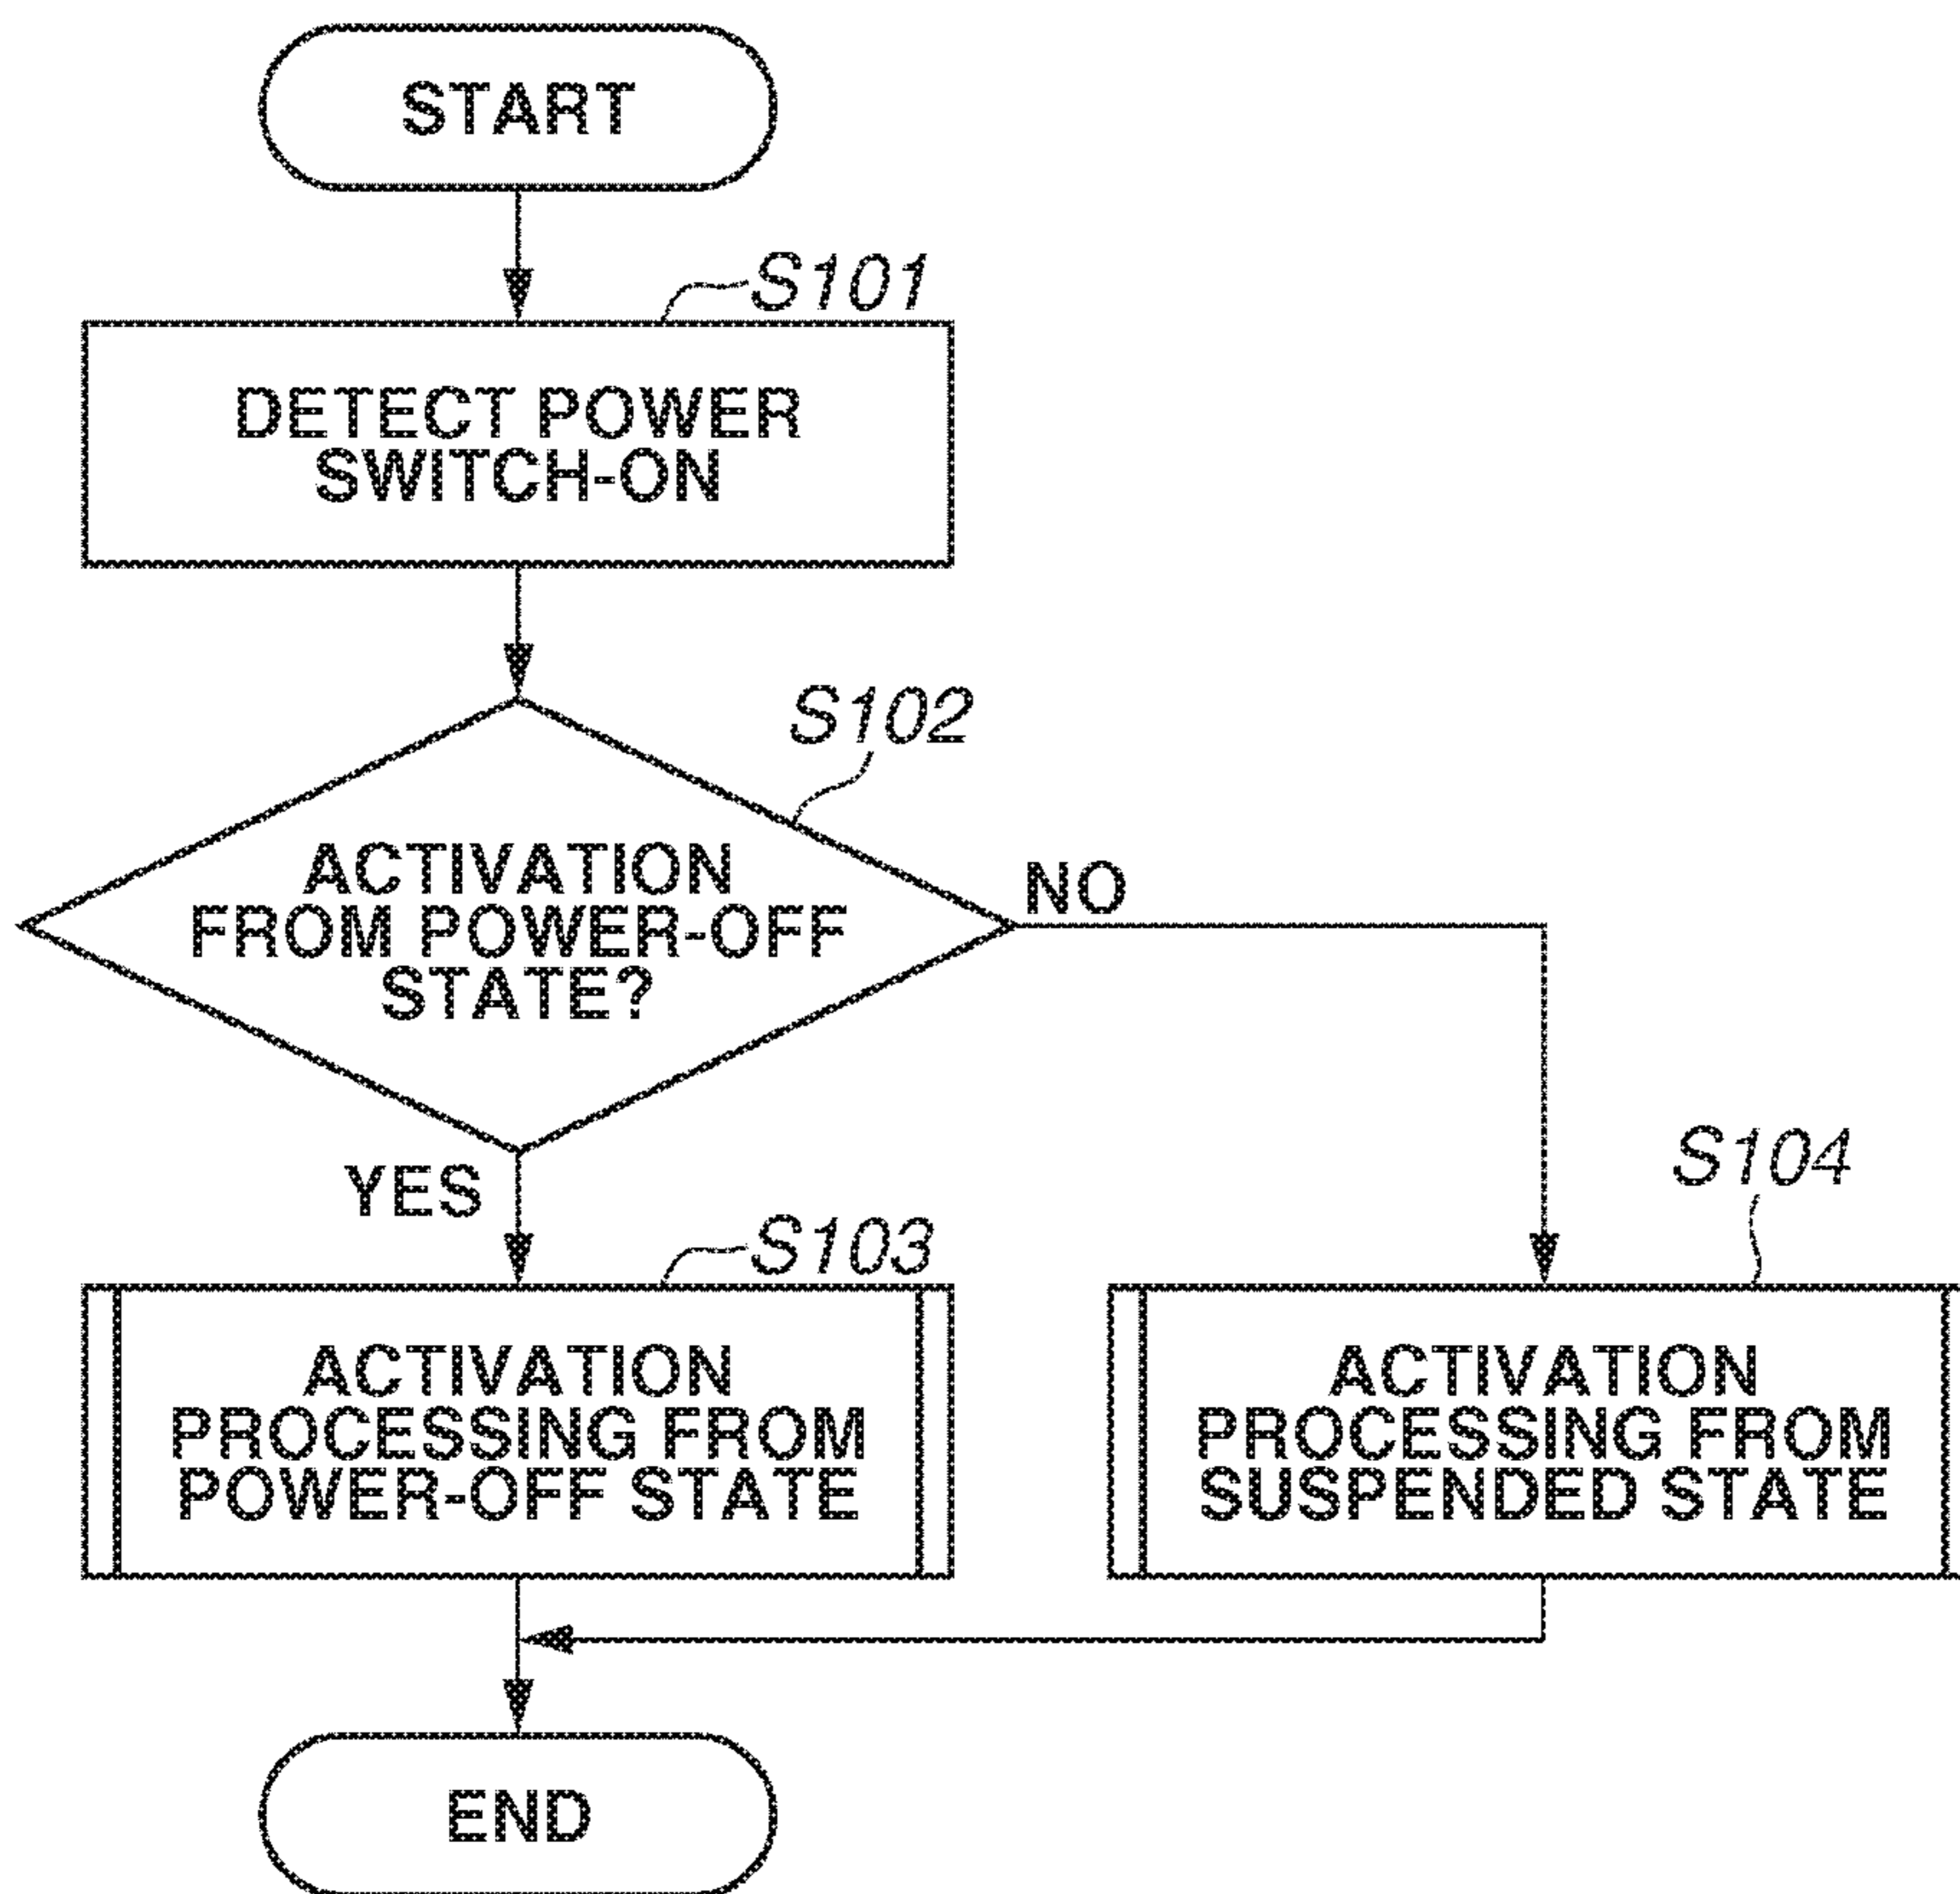 START
S101
DETECT POWER
SWITCH-ON
S102
ACTIVATION
FROM POWER-OFF
STATE?
NO
YES
S103
ACTIVATION
PROCESSING FROM
POWER-OFF STATE
S104
ACTIVATION
PROCESSING FROM
SUSPENDED STATE
END